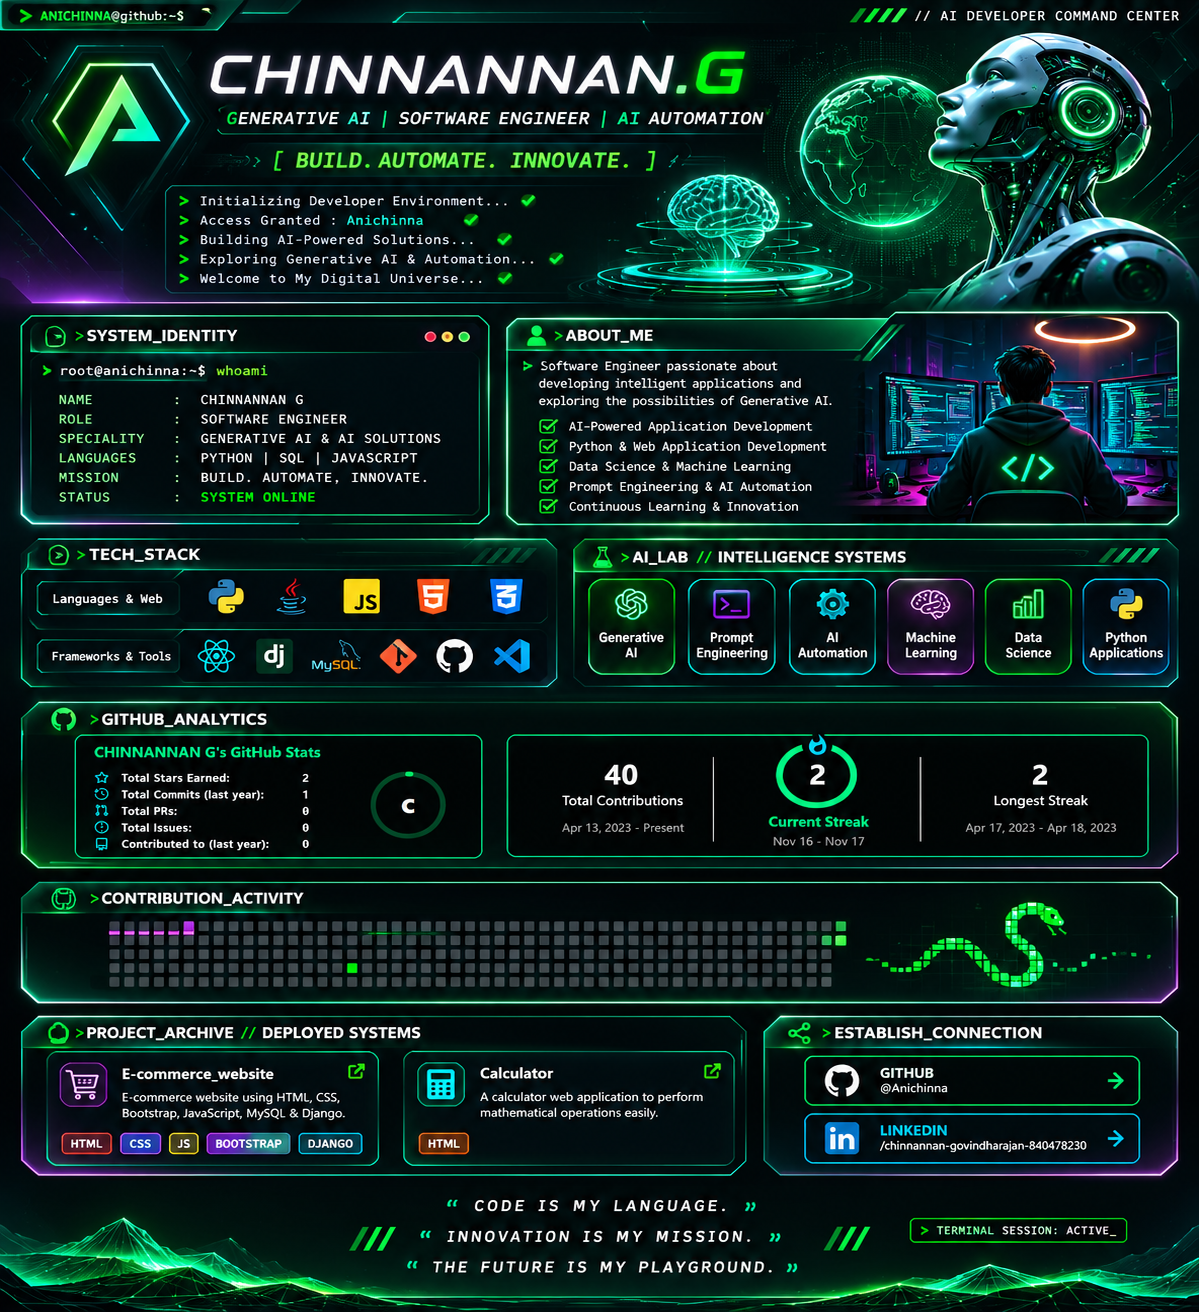 > ANICHINNA@github:~$
// AI DEVELOPER COMMAND CENTER
CHINNANNAN.G
GENERATIVE AI | SOFTWARE ENGINEER | AI AUTOMATION
[ BUILD. AUTOMATE. INNOVATE. ]
> Initializing Developer Environment...
> Access Granted : Anichinna
> Building AI-Powered Solutions...
> Exploring Generative AI & Automation...
> Welcome to My Digital Universe...
>SYSTEM_IDENTITY
> root@anichinna:~$ whoami
NAME : CHINNANNAN G
ROLE : SOFTWARE ENGINEER
SPECIALITY : GENERATIVE AI & AI SOLUTIONS
LANGUAGES : PYTHON | SQL | JAVASCRIPT
MISSION : BUILD. AUTOMATE, INNOVATE.
STATUS : SYSTEM ONLINE
>ABOUT_ME
> Software Engineer passionate about
developing intelligent applications and
exploring the possibilities of Generative AI.
AI-Powered Application Development
Python & Web Application Development
Data Science & Machine Learning
Prompt Engineering & AI Automation
Continuous Learning & Innovation
</>
>TECH_STACK
Languages & Web
JS
5
3
Frameworks & Tools
dj
MySQL
>AI_LAB // INTELLIGENCE SYSTEMS
Generative
AI
Prompt
Engineering
AI
Automation
Machine
Learning
Data
Science
Python
Applications
>GITHUB_ANALYTICS
CHINNANNAN G's GitHub Stats
Total Stars Earned: 2
Total Commits (last year): 1
Total PRs: 0
Total Issues: 0
Contributed to (last year): 0
C
40
Total Contributions
Apr 13, 2023 - Present
2
Current Streak
Nov 16 - Nov 17
2
Longest Streak
Apr 17, 2023 - Apr 18, 2023
>CONTRIBUTION_ACTIVITY
>PROJECT_ARCHIVE // DEPLOYED SYSTEMS
E-commerce_website
E-commerce website using HTML, CSS,
Bootstrap, JavaScript, MySQL & Django.
HTML CSS JS BOOTSTRAP DJANGO
Calculator
A calculator web application to perform
mathematical operations easily.
HTML
>ESTABLISH_CONNECTION
GITHUB
@Anichinna
in
LINKEDIN
/chinnannan-govindharajan-840478230
“ CODE IS MY LANGUAGE. ”
“ INNOVATION IS MY MISSION. ”
“ THE FUTURE IS MY PLAYGROUND. ”
> TERMINAL SESSION: ACTIVE_